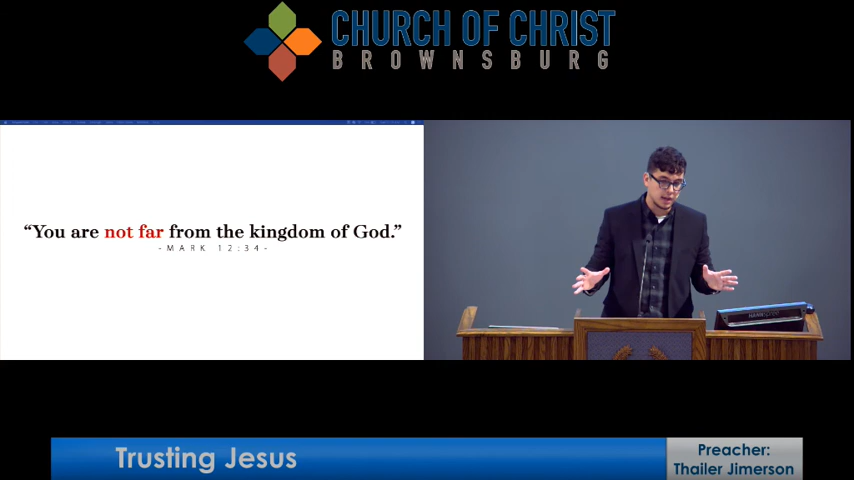 CHURCH OF CHRIST
BROWNSBURG
“You are not far from the kingdom of God.”
- MARK 12:34 -
Trusting Jesus
Preacher:
Thailer Jimerson